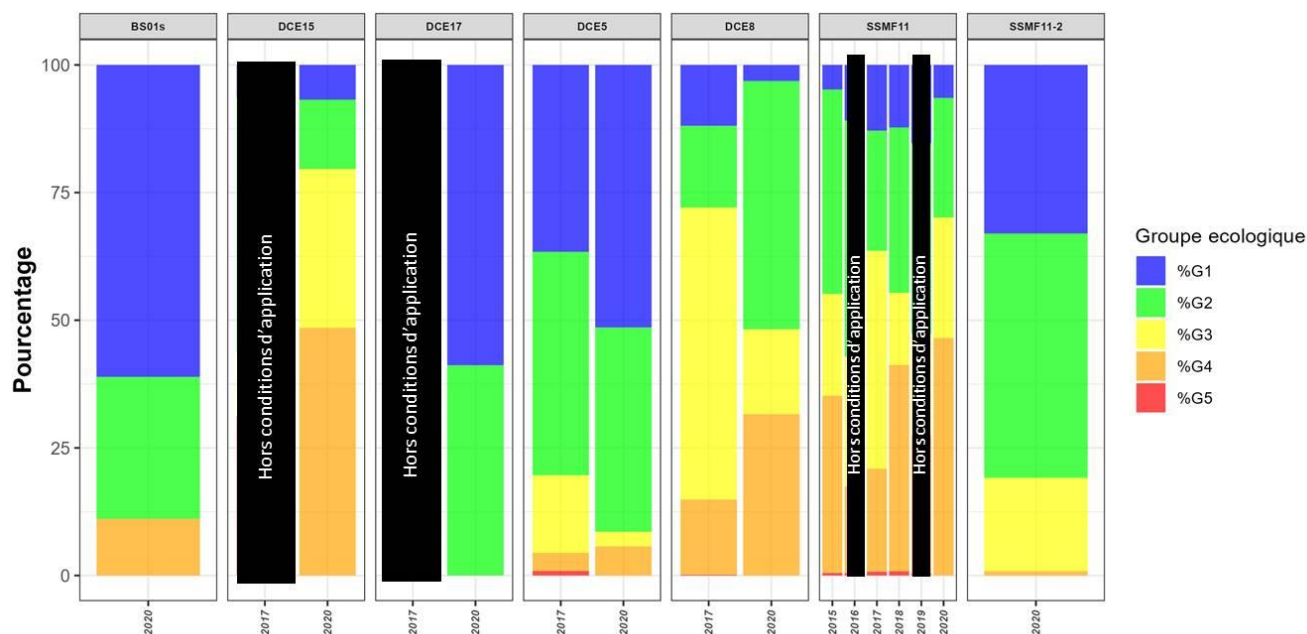 BS01s DCE15 DCE17 DCE5 DCE8 SSMF11 SSMF11-2
Pourcentage
100
75
50
25
0
Hors conditions d'application
Hors conditions d'application
Hors conditions d'application
Hors conditions d'application
2020 2017 2020 2017 2020 2017 2020 2017 2020 2015 2016 2017 2018 2019 2020 2020
Groupe ecologique
%G1
%G2
%G3
%G4
%G5